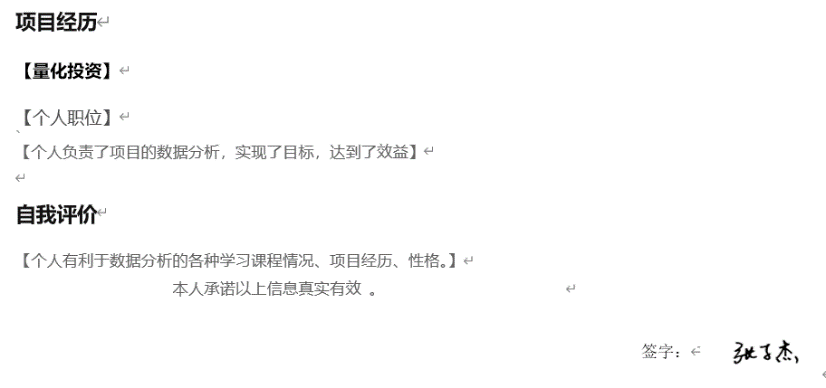 项目经历
【量化投资】
【个人职位】
【个人负责了项目的数据分析，实现了目标，达到了效益】
自我评价
【个人有利于数据分析的各种学习课程情况、项目经历、性格。】
本人承诺以上信息真实有效 。
签字： 张子杰